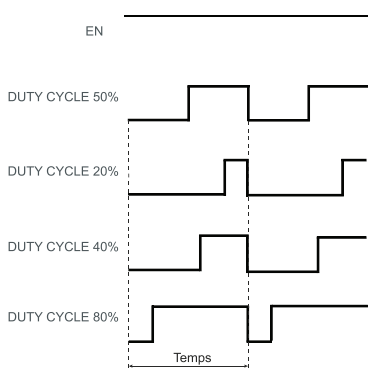 EN
DUTY CYCLE 50%
DUTY CYCLE 20%
DUTY CYCLE 40%
DUTY CYCLE 80%
Temps